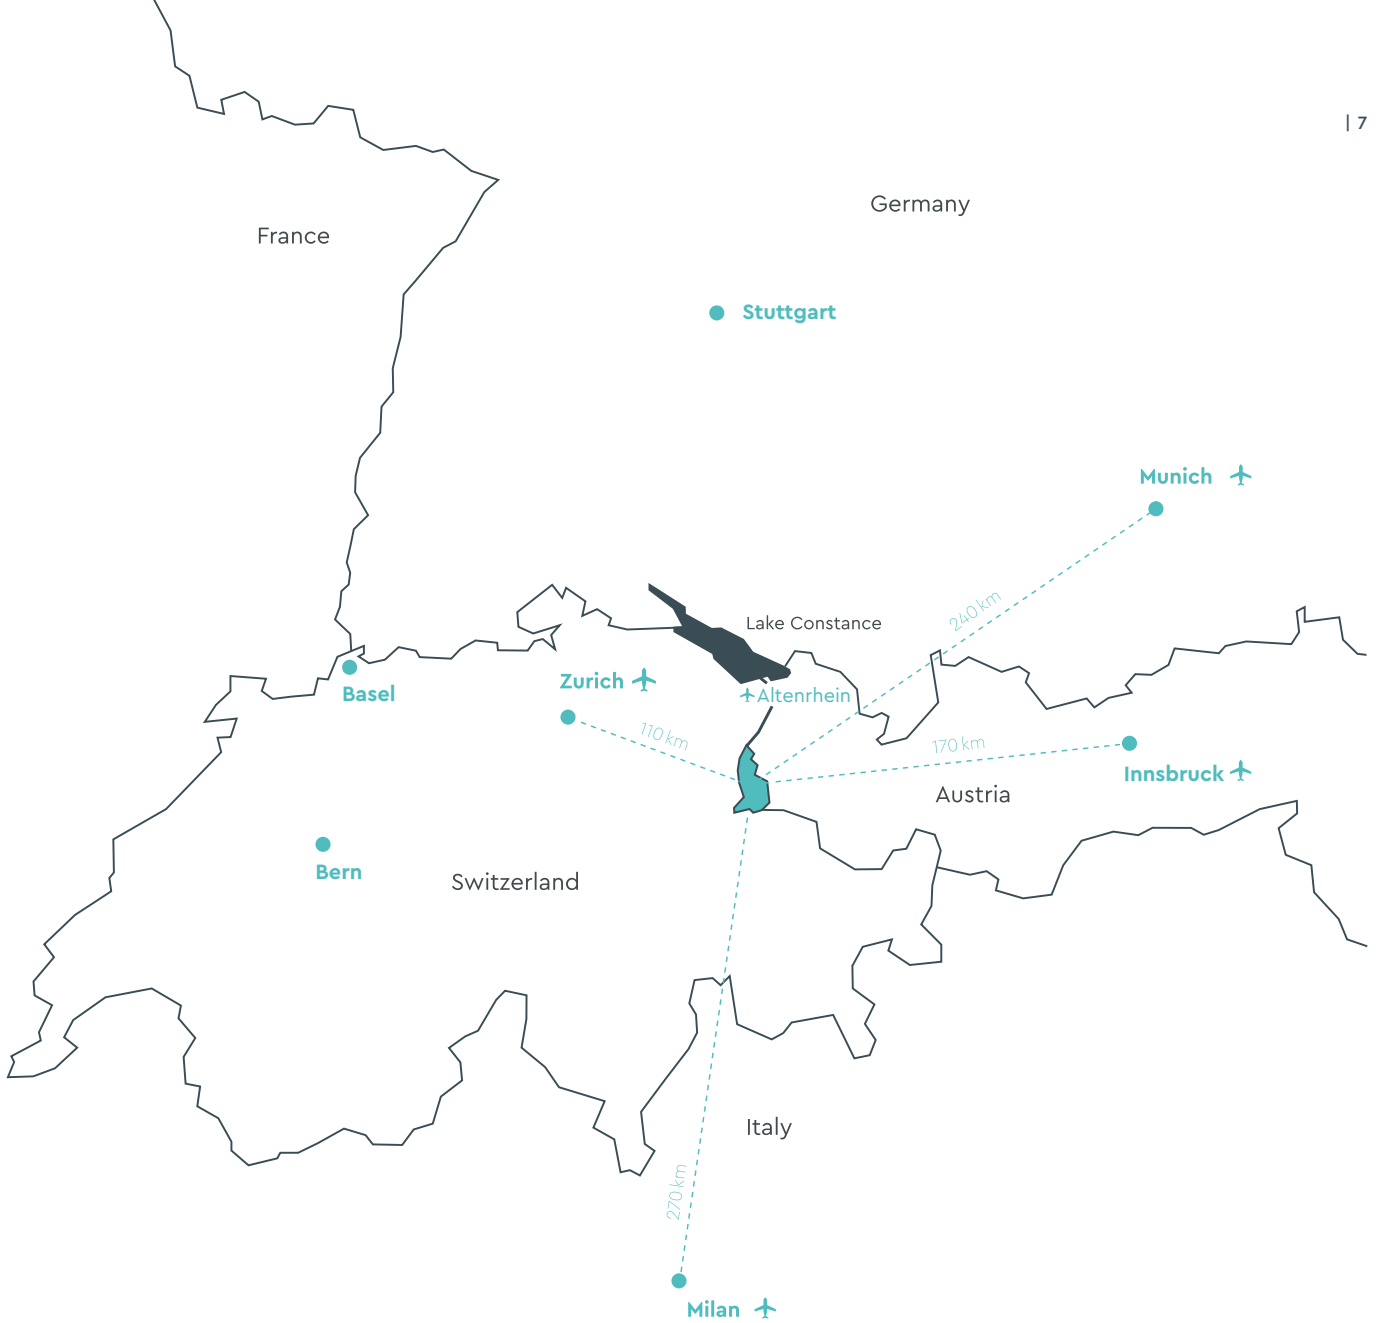 | 7
Germany
France
Stuttgart
Munich
240 km
Lake Constance
Zurich
Altenrhein
Basel
110 km
170 km
Innsbruck
Austria
Bern
Switzerland
Italy
270 km
Milan